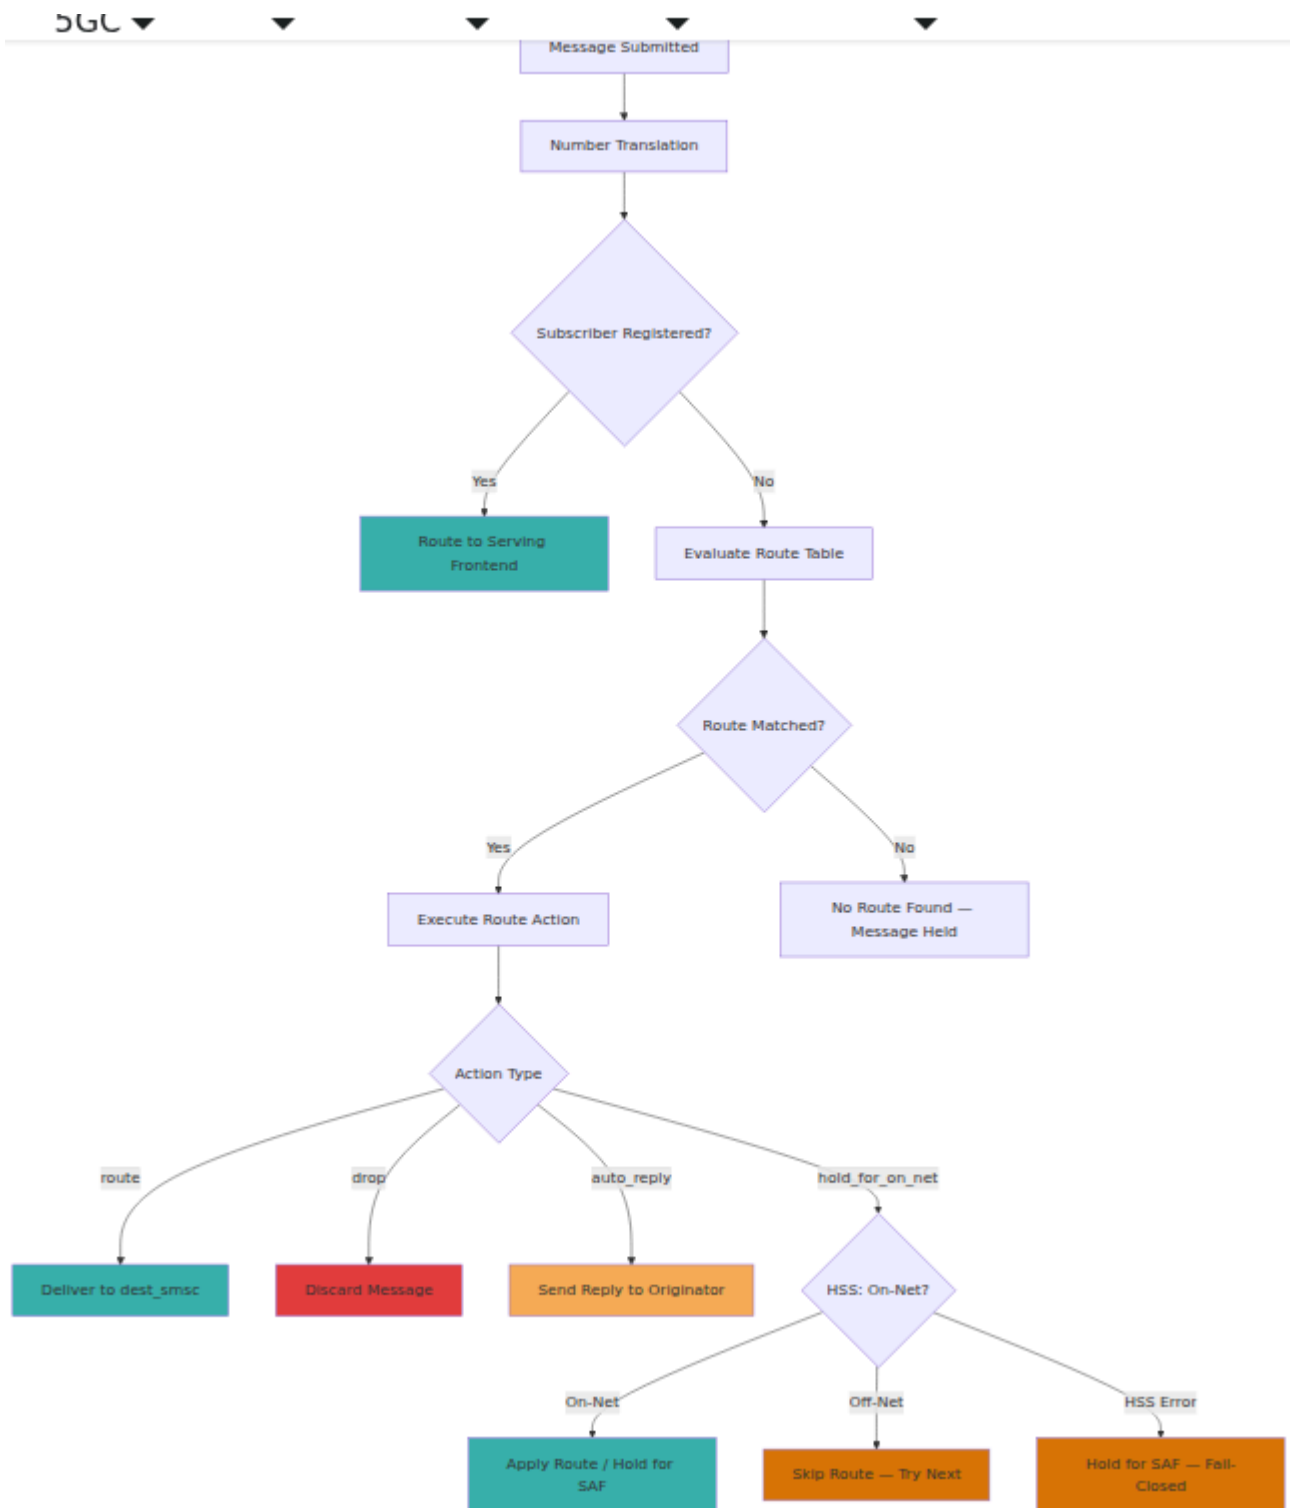 5GC
Message Submitted
Number Translation
Subscriber Registered?
Yes
No
Route to Serving
Frontend
Evaluate Route Table
Route Matched?
Yes
No
Execute Route Action
No Route Found —
Message Held
Action Type
route
drop
auto_reply
hold_for_on_net
Deliver to dest_smsc
Discard Message
Send Reply to Originator
HSS: On-Net?
On-Net
Off-Net
HSS Error
Apply Route / Hold for
SAF
Skip Route — Try Next
Hold for SAF — Fail-
Closed